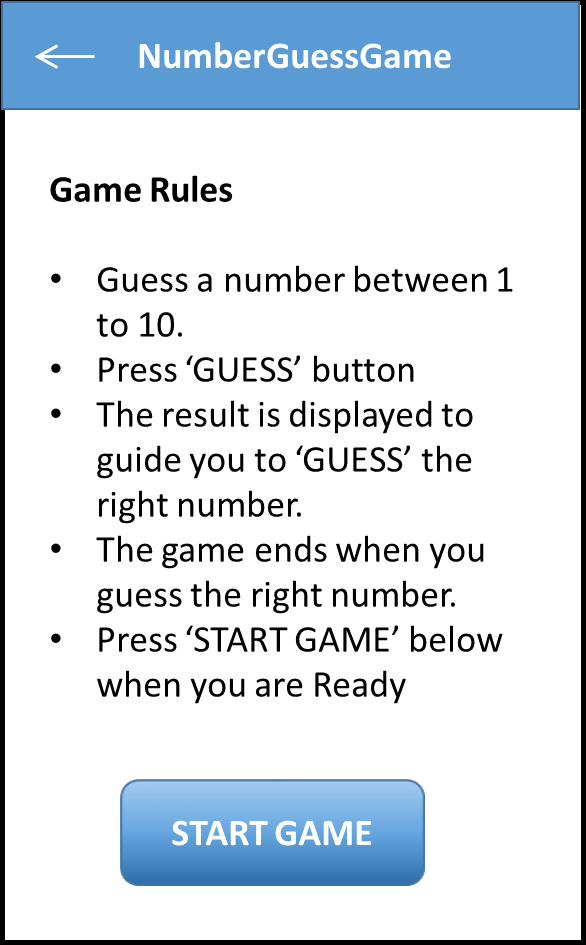 NumberGuessGame
Game Rules
• Guess a number between 1
to 10.
• Press ‘GUESS’ button
• The result is displayed to
guide you to ‘GUESS’ the
right number.
• The game ends when you
guess the right number.
• Press ‘START GAME’ below
when you are Ready
START GAME